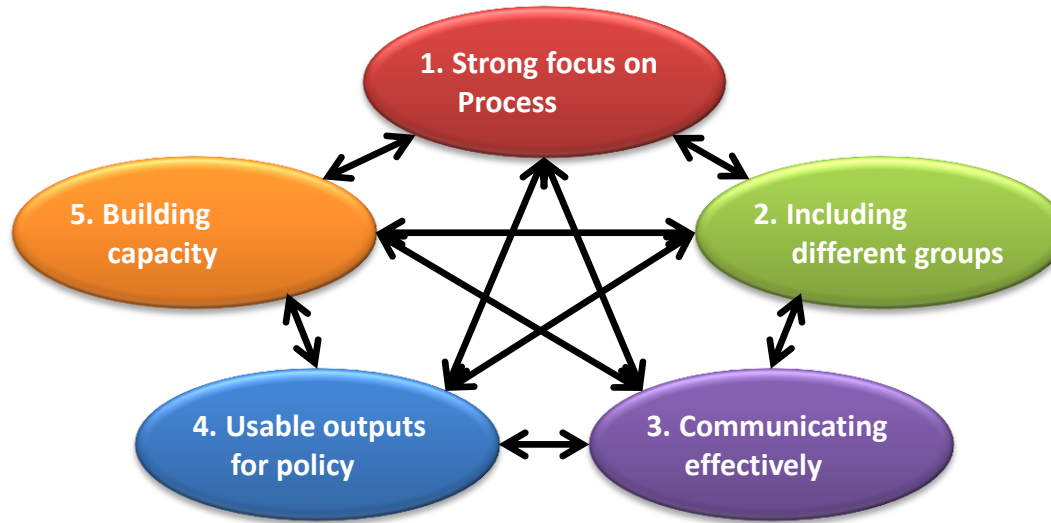 1. Strong focus on
Process
2. Including
different groups
3. Communicating
effectively
4. Usable outputs
for policy
5. Building
capacity